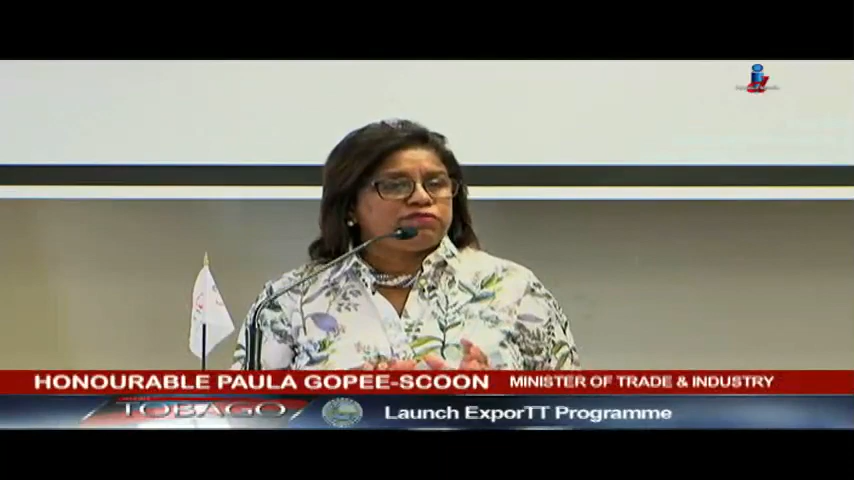 HONOURABLE PAULA GOPEE-SCOON MINISTER OF TRADE & INDUSTRY
TOBAGO Launch ExporTT Programme